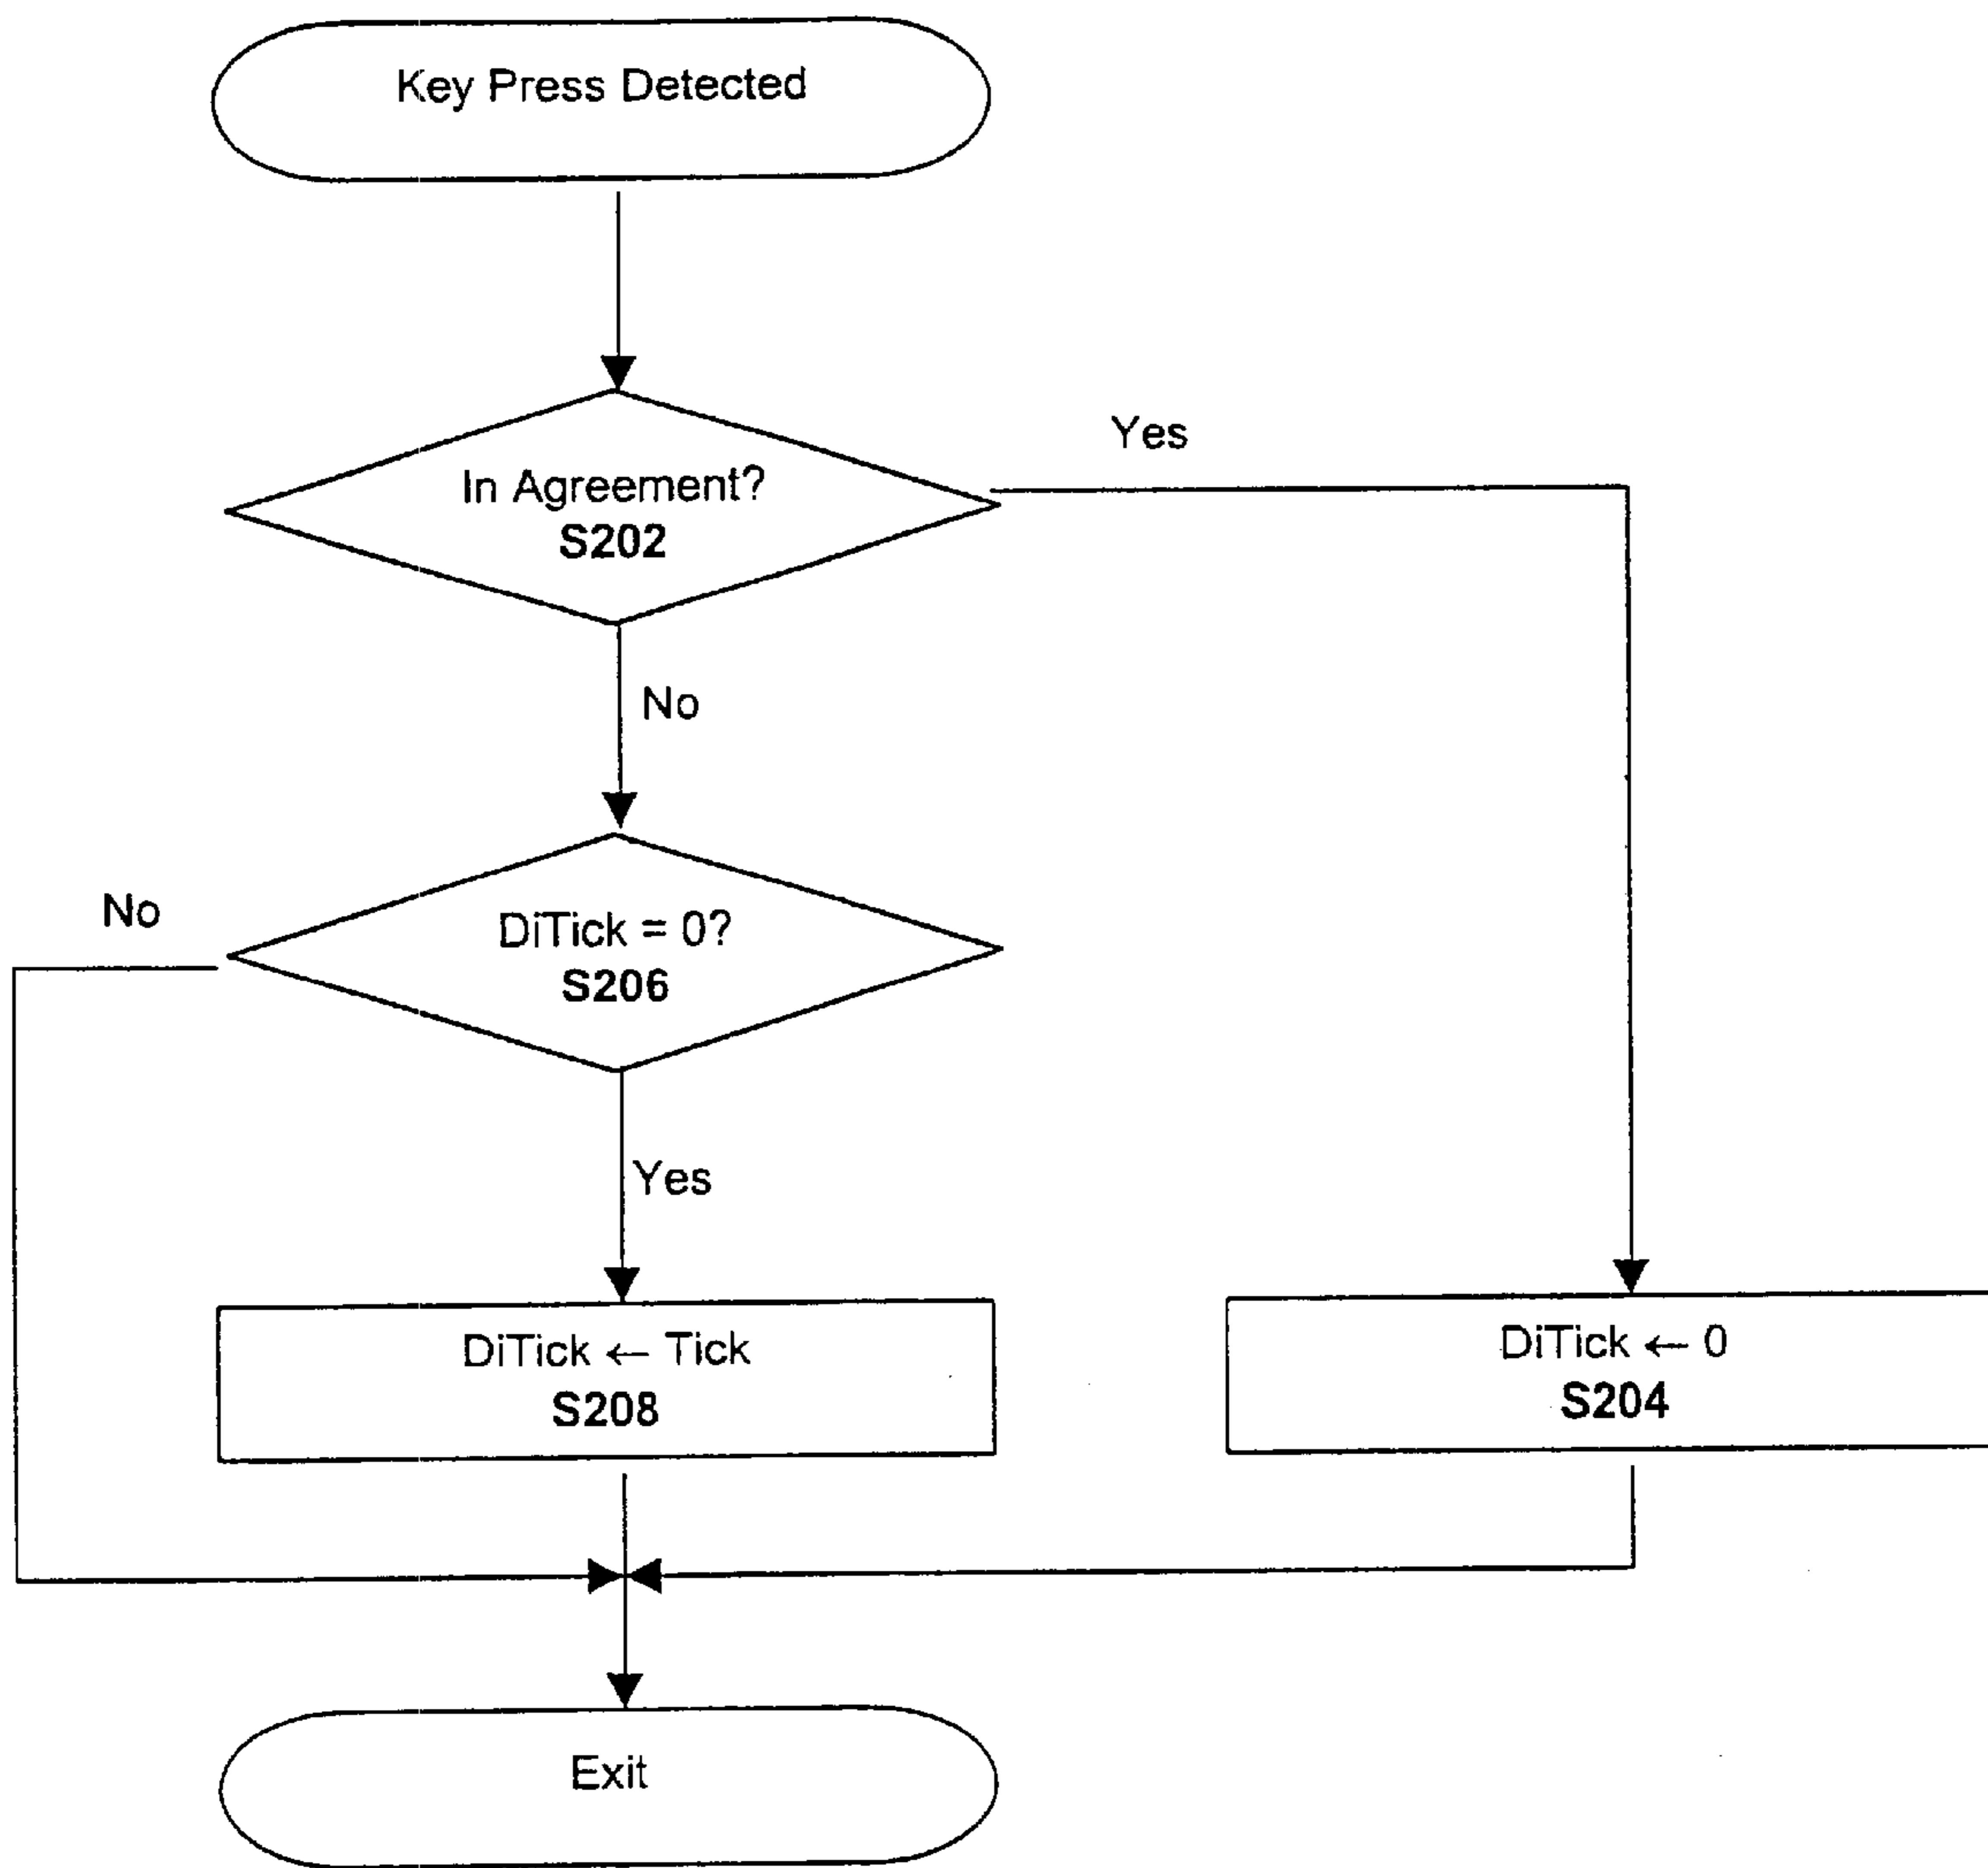 Key Press Detected
In Agreement?
S202
Yes
No
DiTick = 0?
S206
No
Yes
DiTick ← Tick
S208
DiTick ← 0
S204
Exit